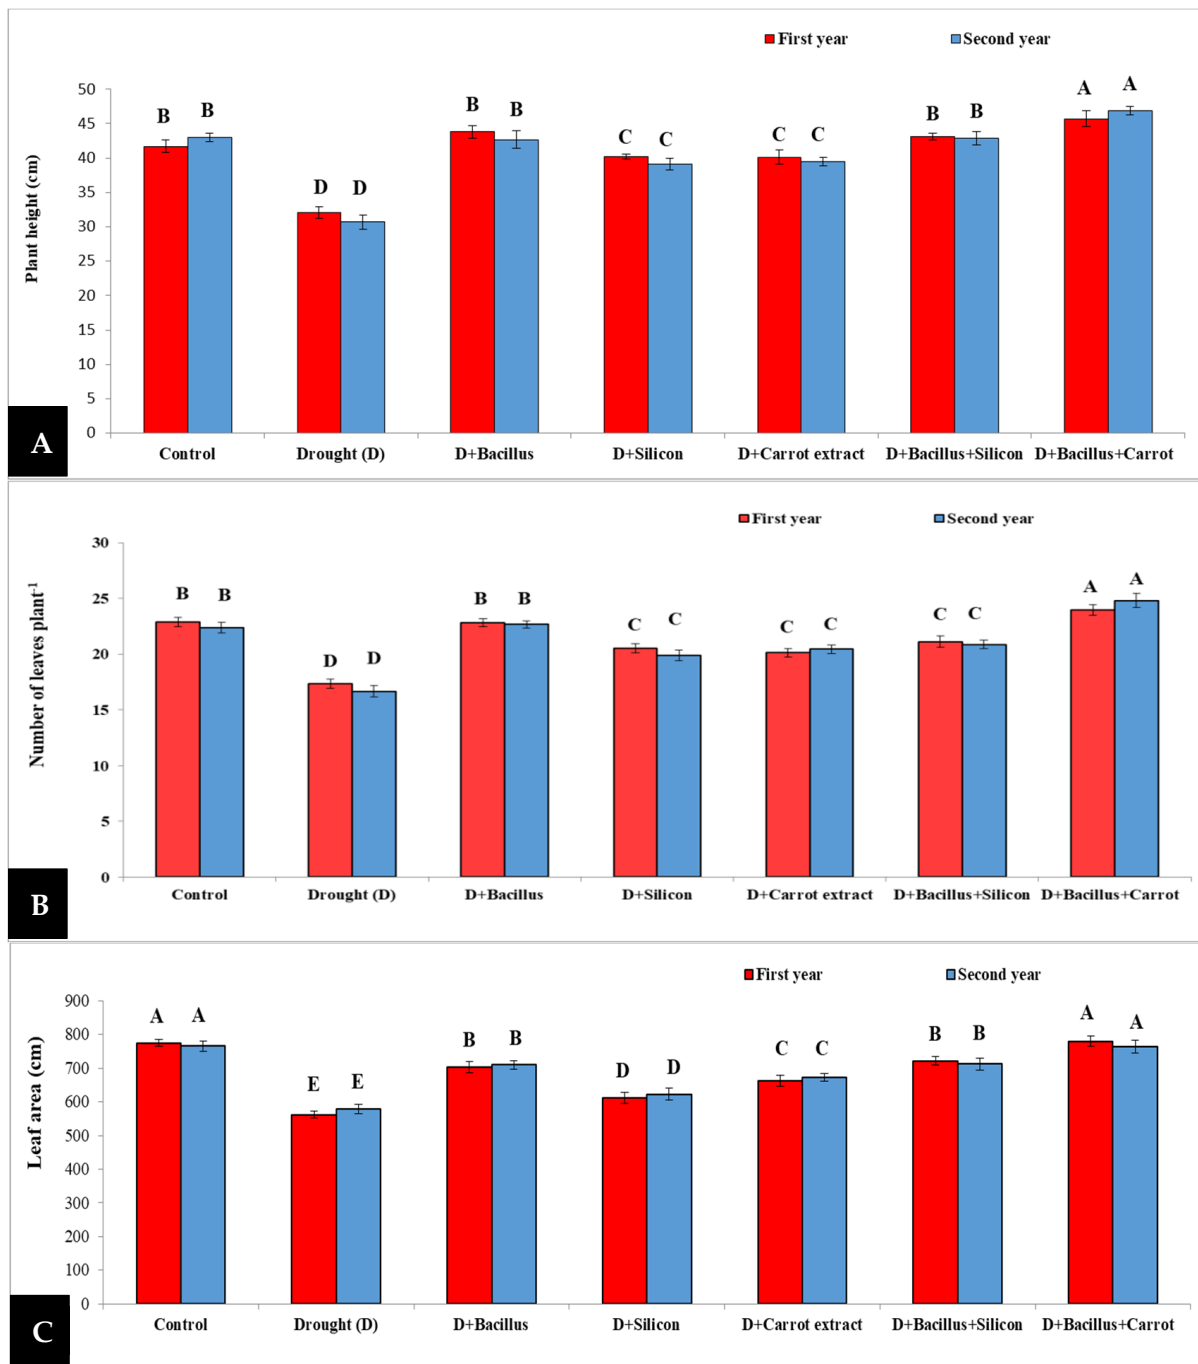 First year Second year
Plant height (cm)
50
45
40
35
30
25
20
15
10
5
0
B B D D B B C C C C B B A A
Control Drought (D) D+Bacillus D+Silicon D+Carrot extract D+Bacillus+Silicon D+Bacillus+Carrot
A
First year Second year
Number of leaves plant⁻¹
30
25
20
15
10
5
0
B B D D B B C C C C C C A A
Control Drought (D) D+Bacillus D+Silicon D+Carrot extract D+Bacillus+Silicon D+Bacillus+Carrot
B
First year Second year
Leaf area (cm)
900
800
700
600
500
400
300
200
100
0
A A E E B B D D C C B B A A
Control Drought (D) D+Bacillus D+Silicon D+Carrot extract D+Bacillus+Silicon D+Bacillus+Carrot
C